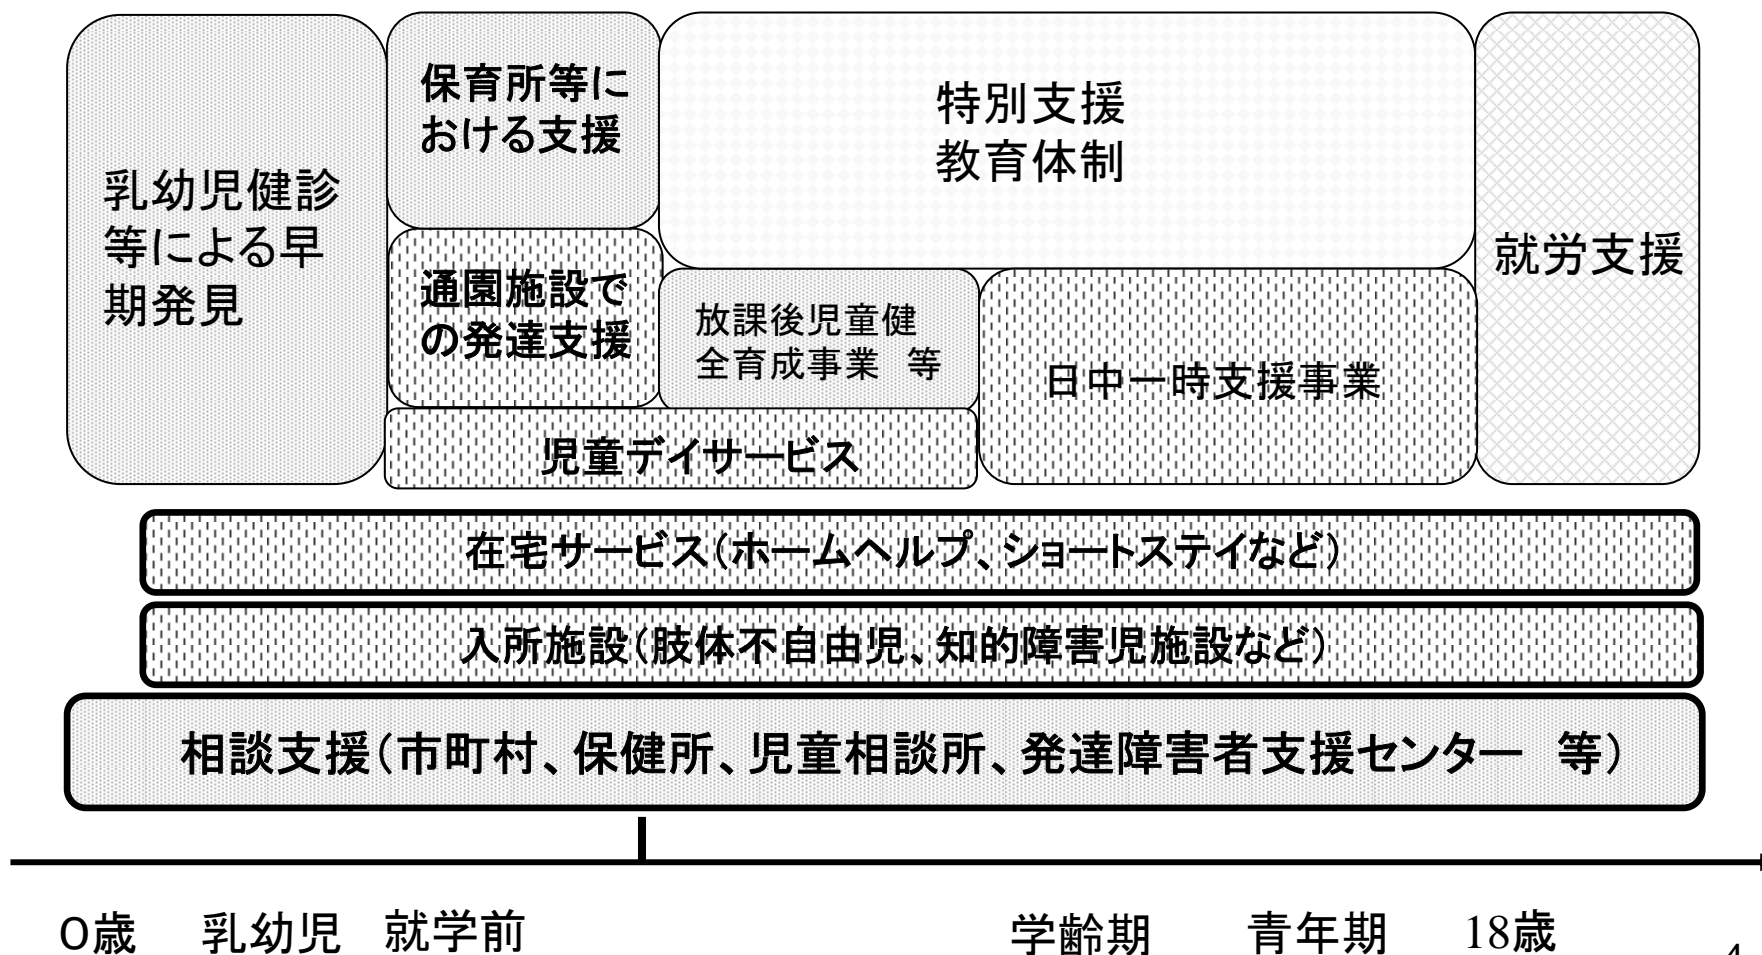 乳幼児健診
等による早
期発見
保育所等に
おける支援
通園施設で
の発達支援
特別支援
教育体制
放課後児童健
全育成事業　等
日中一時支援事業
児童デイサービス
就労支援
在宅サービス(ホームヘルプ、ショートステイなど)
入所施設(肢体不自由児、知的障害児施設など)
相談支援(市町村、保健所、児童相談所、発達障害者支援センター　等)
0歳　乳幼児　就学前　学齢期　青年期　18歳
4